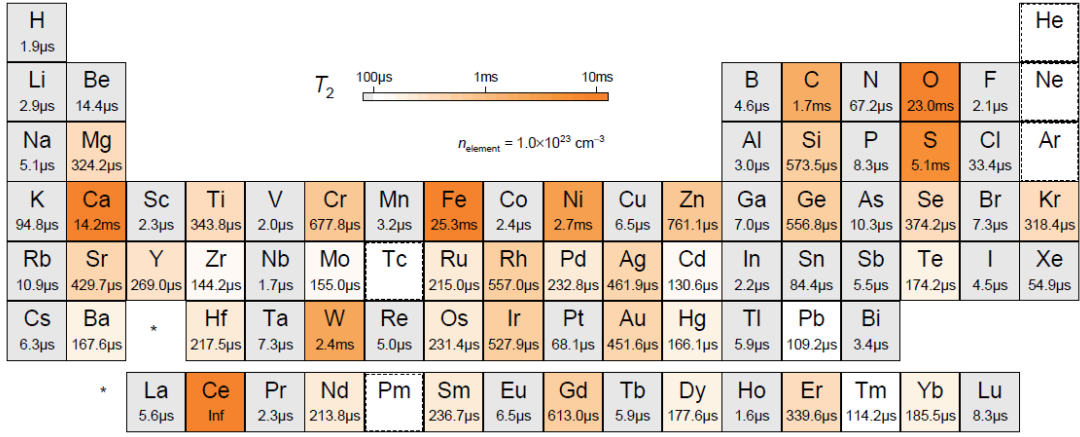 H He
1.9µs
Li Be T₂ 100µs 1ms 10ms B C N O F Ne
2.9µs 14.4µs 4.6µs 1.7ms 67.2µs 23.0ms 2.1µs
Na Mg n_element = 1.0×10²³ cm⁻³ Al Si P S Cl Ar
5.1µs 324.2µs 3.0µs 573.5µs 8.3µs 5.1ms 33.4µs
K Ca Sc Ti V Cr Mn Fe Co Ni Cu Zn Ga Ge As Se Br Kr
94.8µs 14.2ms 2.3µs 343.8µs 2.0µs 677.8µs 3.2µs 25.3ms 2.4µs 2.7ms 6.5µs 761.1µs 7.0µs 556.8µs 10.3µs 374.2µs 7.3µs 318.4µs
Rb Sr Y Zr Nb Mo Tc Ru Rh Pd Ag Cd In Sn Sb Te I Xe
10.9µs 429.7µs 269.0µs 144.2µs 1.7µs 155.0µs 215.0µs 557.0µs 232.8µs 461.9µs 130.6µs 2.2µs 84.4µs 5.5µs 174.2µs 4.5µs 54.9µs
Cs Ba * Hf Ta W Re Os Ir Pt Au Hg Tl Pb Bi
6.3µs 167.6µs 217.5µs 7.3µs 2.4ms 5.0µs 231.4µs 527.9µs 68.1µs 451.6µs 166.1µs 5.9µs 109.2µs 3.4µs
* La Ce Pr Nd Pm Sm Eu Gd Tb Dy Ho Er Tm Yb Lu
5.6µs Inf 2.3µs 213.8µs 236.7µs 6.5µs 613.0µs 5.9µs 177.6µs 1.6µs 339.6µs 114.2µs 185.5µs 8.3µs